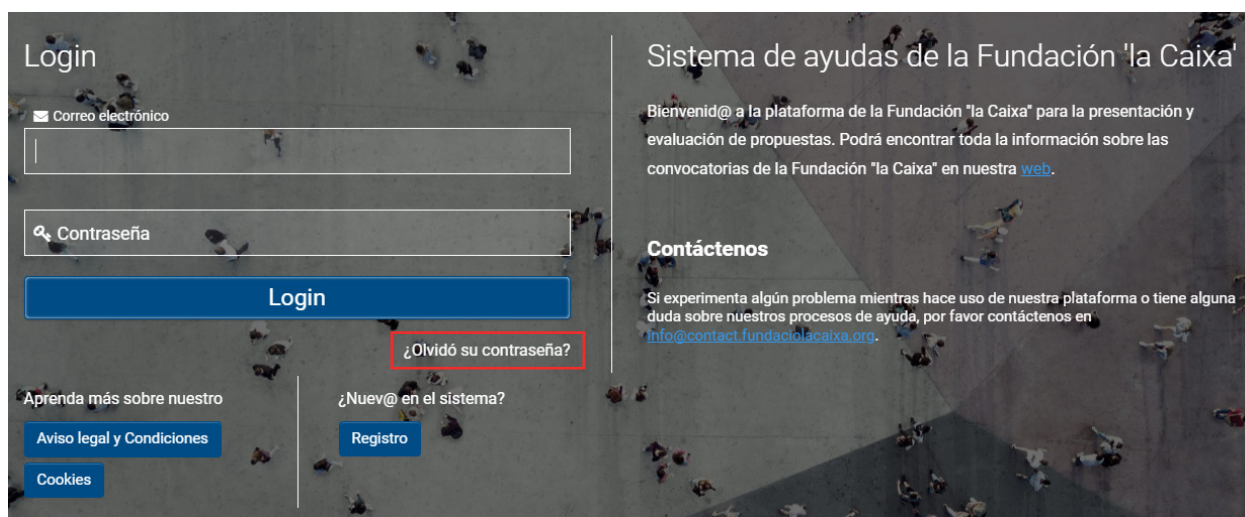 Login
Correo electrónico
Contraseña
Login
¿Olvidó su contraseña?
Aprenda más sobre nuestro
Aviso legal y Condiciones
Cookies
¿Nuev@ en el sistema?
Registro
Sistema de ayudas de la Fundación 'la Caixa'
Bienvenid@ a la plataforma de la Fundación "la Caixa" para la presentación y
evaluación de propuestas. Podrá encontrar toda la información sobre las
convocatorias de la Fundación "la Caixa" en nuestra web.
Contáctenos
Si experimenta algún problema mientras hace uso de nuestra plataforma o tiene alguna
duda sobre nuestros procesos de ayuda, por favor contáctenos en
info@contact.fundaciolacaixa.org.